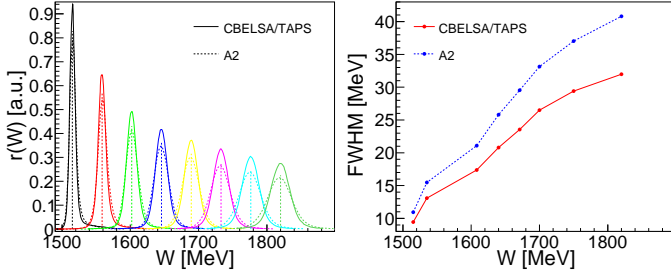 r(W) [a.u.]
0.9
0.8
0.7
0.6
0.5
0.4
0.3
0.2
0.1
0
CBELSA/TAPS
A2
1500 1600 1700 1800
W [MeV]
FWHM [MeV]
40
35
30
25
20
15
10
CBELSA/TAPS
A2
1500 1600 1700 1800
W [MeV]